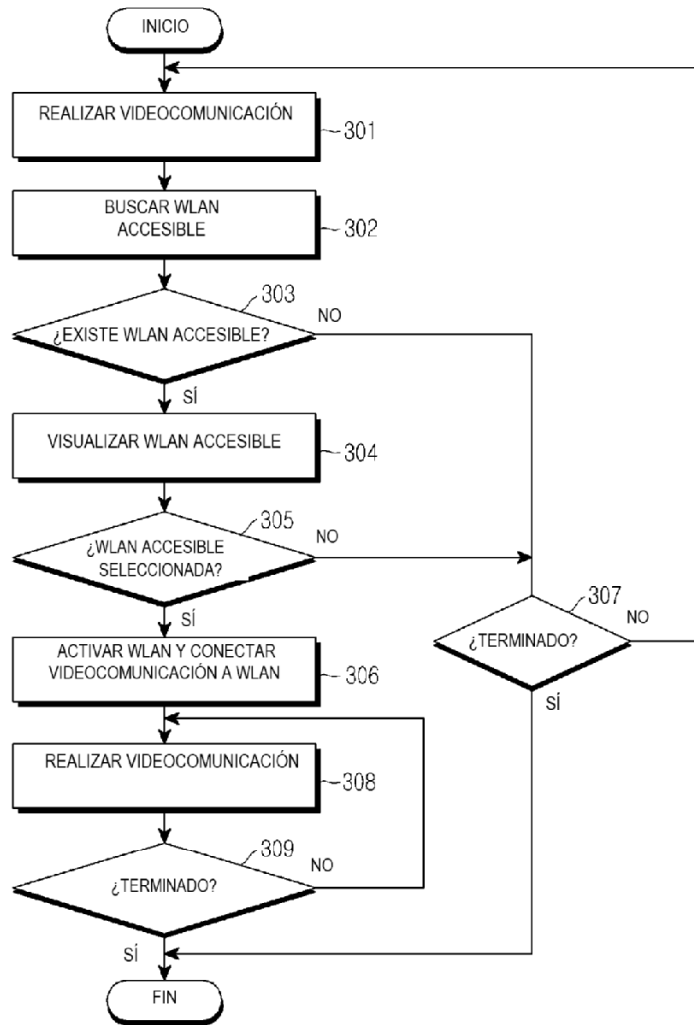 INICIO
REALIZAR VIDEOCOMUNICACIÓN
301
BUSCAR WLAN
ACCESIBLE
302
303
¿EXISTE WLAN ACCESIBLE?
NO
SÍ
VISUALIZAR WLAN ACCESIBLE
304
305
¿WLAN ACCESIBLE
SELECCIONADA?
NO
SÍ
307
¿TERMINADO?
NO
SÍ
ACTIVAR WLAN Y CONECTAR
VIDEOCOMUNICACIÓN A WLAN
306
REALIZAR VIDEOCOMUNICACIÓN
308
309
¿TERMINADO?
NO
SÍ
FIN